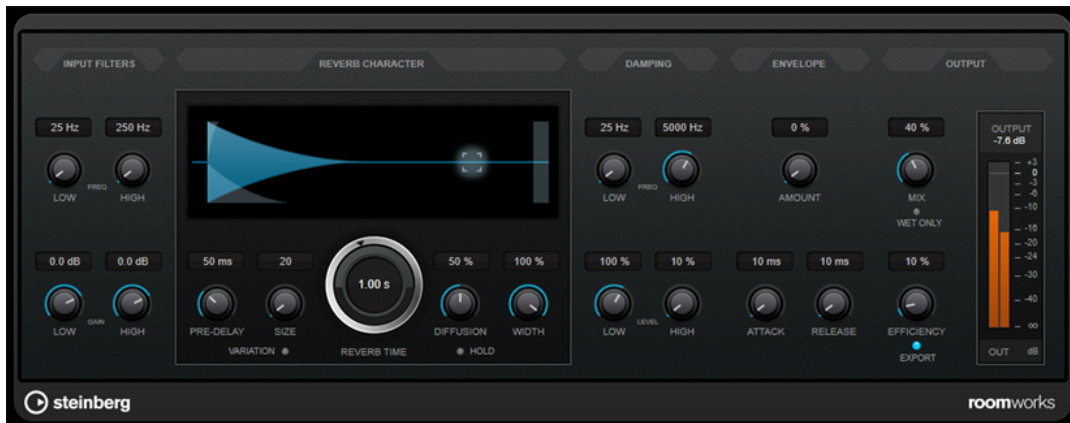 INPUT FILTERS
REVERB CHARACTER
DAMPING
ENVELOPE
OUTPUT
25 Hz 250 Hz
25 Hz 5000 Hz
0 %
40 %
OUTPUT
-7.6 dB
FREQ
LOW HIGH
FREQ
LOW HIGH
AMOUNT
MIX
WET ONLY
+3
0
-3
-6
-10
-16
-20
-24
-30
-40
∞
0.0 dB 0.0 dB
50 ms 20
1.00 s
50 % 100 %
100 % 10 %
10 ms 10 ms
10 %
GAIN
LOW HIGH
PRE-DELAY SIZE
DIFFUSION WIDTH
LEVEL
LOW HIGH
ATTACK RELEASE
EFFICIENCY
VARIATION
REVERB TIME
HOLD
EXPORT
OUT dB
steinberg
roomworks